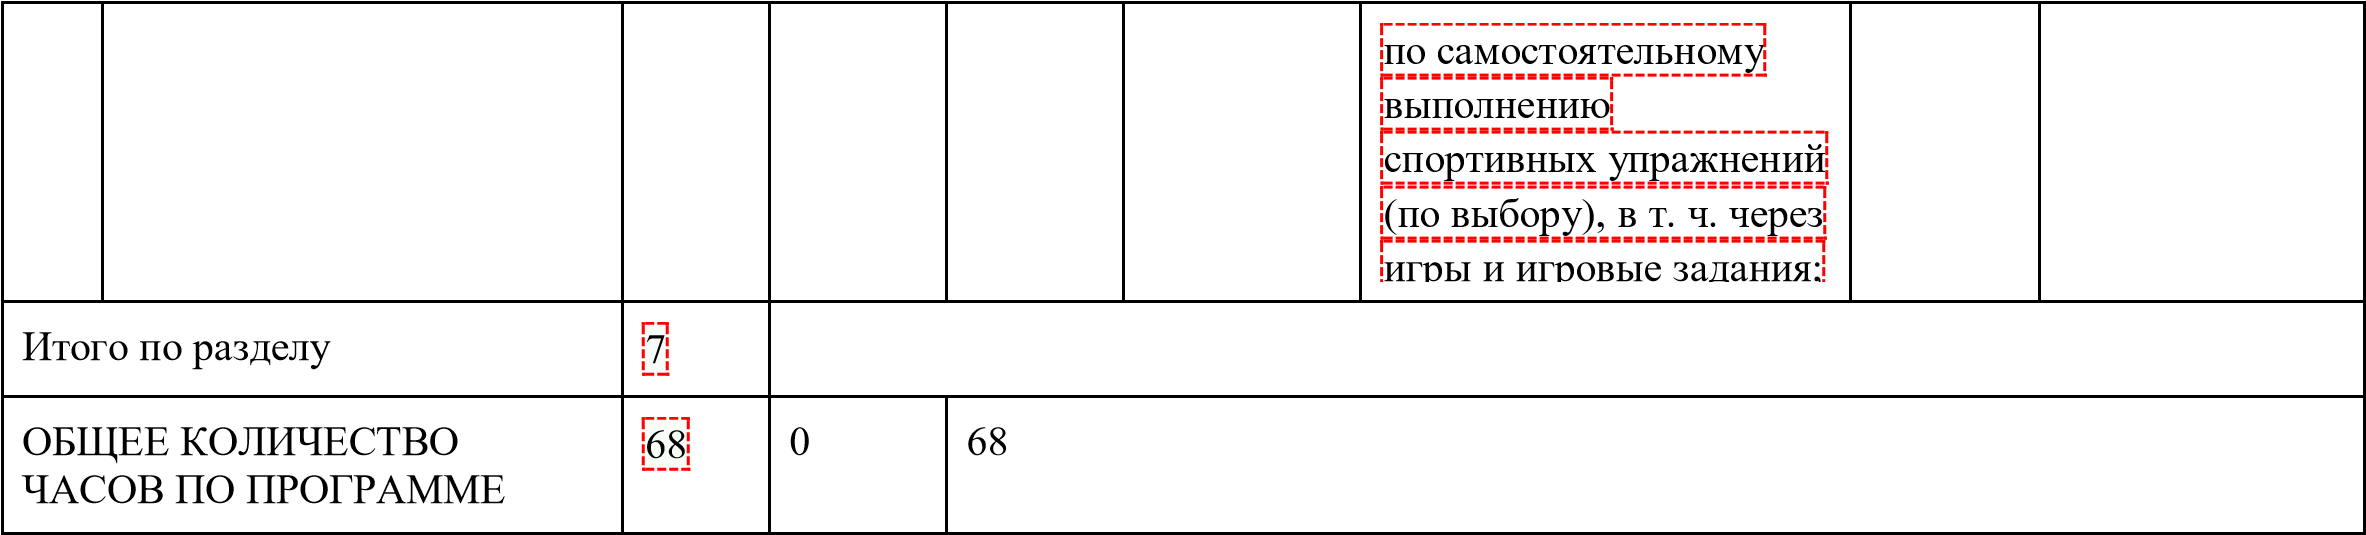 по самостоятельному
выполнению
спортивных упражнений
(по выбору), в т. ч. через
игры и игровые задания;
Итого по разделу 7
ОБЩЕЕ КОЛИЧЕСТВО 68 0 68
ЧАСОВ ПО ПРОГРАММЕ